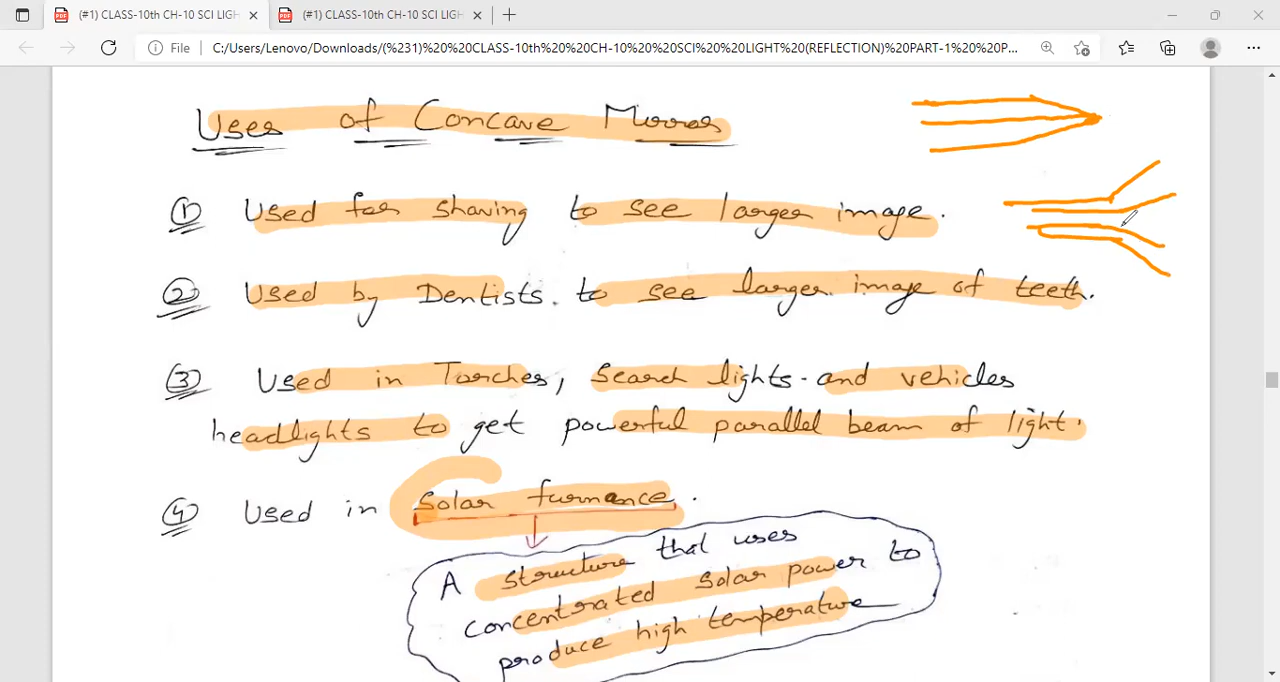 (#1) CLASS-10th CH-10 SCI LIGH
(#1) CLASS-10th CH-10 SCI LIGH
File
C:/Users/Lenovo/Downloads/(%231)%20%20CLASS-10th%20%20CH-10%20%20SCI%20%20LIGHT%20(REFLECTION)%20PART-1%20%20P...
Uses of Concave Mirror
① Used for shaving to see larger image.
② Used by Dentists. to see larger image of teeth.
③ Used in Torches, Search lights. and vehicles
headlights to get powerful parallel beam of light.
④ Used in Solar furnance.
A structure that uses
concentrated solar power to
produce high temperature